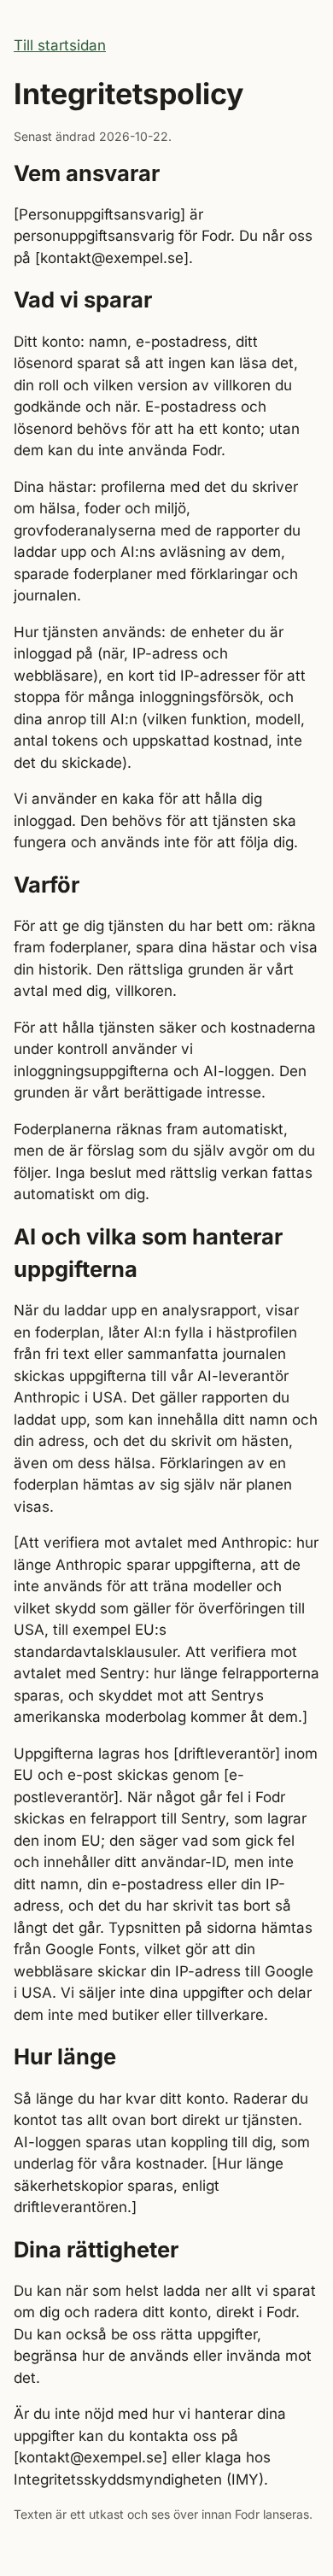 Till startsidan
Integritetspolicy
Senast ändrad 2026-10-22.
Vem ansvarar
[Personuppgiftsansvarig] är
personuppgiftsansvarig för Fodr. Du når oss
på [kontakt@exempel.se].
Vad vi sparar
Ditt konto: namn, e-postadress, ditt
lösenord sparat så att ingen kan läsa det,
din roll och vilken version av villkoren du
godkände och när. E-postadress och
lösenord behövs för att ha ett konto; utan
dem kan du inte använda Fodr.
Dina hästar: profilerna med det du skriver
om hälsa, foder och miljö,
grovfoderanalyserna med de rapporter du
laddar upp och AI:ns avläsning av dem,
sparade foderplaner med förklaringar och
journalen.
Hur tjänsten används: de enheter du är
inloggad på (när, IP-adress och
webbläsare), en kort tid IP-adresser för att
stoppa för många inloggningsförsök, och
dina anrop till AI:n (vilken funktion, modell,
antal tokens och uppskattad kostnad, inte
det du skickade).
Vi använder en kaka för att hålla dig
inloggad. Den behövs för att tjänsten ska
fungera och används inte för att följa dig.
Varför
För att ge dig tjänsten du har bett om: räkna
fram foderplaner, spara dina hästar och visa
din historik. Den rättsliga grunden är vårt
avtal med dig, villkoren.
För att hålla tjänsten säker och kostnaderna
under kontroll använder vi
inloggningsuppgifterna och AI-loggen. Den
grunden är vårt berättigade intresse.
Foderplanerna räknas fram automatiskt,
men de är förslag som du själv avgör om du
följer. Inga beslut med rättslig verkan fattas
automatiskt om dig.
AI och vilka som hanterar
uppgifterna
När du laddar upp en analysrapport, visar
en foderplan, låter AI:n fylla i hästprofilen
från fri text eller sammanfatta journalen
skickas uppgifterna till vår AI-leverantör
Anthropic i USA. Det gäller rapporten du
laddat upp, som kan innehålla ditt namn och
din adress, och det du skrivit om hästen,
även om dess hälsa. Förklaringen av en
foderplan hämtas av sig själv när planen
visas.
[Att verifiera mot avtalet med Anthropic: hur
länge Anthropic sparar uppgifterna, att de
inte används för att träna modeller och
vilket skydd som gäller för överföringen till
USA, till exempel EU:s
standardavtalsklausuler. Att verifiera mot
avtalet med Sentry: hur länge felrapporterna
sparas, och skyddet mot att Sentrys
amerikanska moderbolag kommer åt dem.]
Uppgifterna lagras hos [driftleverantör] inom
EU och e-post skickas genom [e-
postleverantör]. När något går fel i Fodr
skickas en felrapport till Sentry, som lagrar
den inom EU; den säger vad som gick fel
och innehåller ditt användar-ID, men inte
ditt namn, din e-postadress eller din IP-
adress, och det du har skrivit tas bort så
långt det går. Typsnitten på sidorna hämtas
från Google Fonts, vilket gör att din
webbläsare skickar din IP-adress till Google
i USA. Vi säljer inte dina uppgifter och delar
dem inte med butiker eller tillverkare.
Hur länge
Så länge du har kvar ditt konto. Raderar du
kontot tas allt ovan bort direkt ur tjänsten.
AI-loggen sparas utan koppling till dig, som
underlag för våra kostnader. [Hur länge
säkerhetskopior sparas, enligt
driftleverantören.]
Dina rättigheter
Du kan när som helst ladda ner allt vi sparat
om dig och radera ditt konto, direkt i Fodr.
Du kan också be oss rätta uppgifter,
begränsa hur de används eller invända mot
det.
Är du inte nöjd med hur vi hanterar dina
uppgifter kan du kontakta oss på
[kontakt@exempel.se] eller klaga hos
Integritetsskyddsmyndigheten (IMY).
Texten är ett utkast och ses över innan Fodr lanseras.